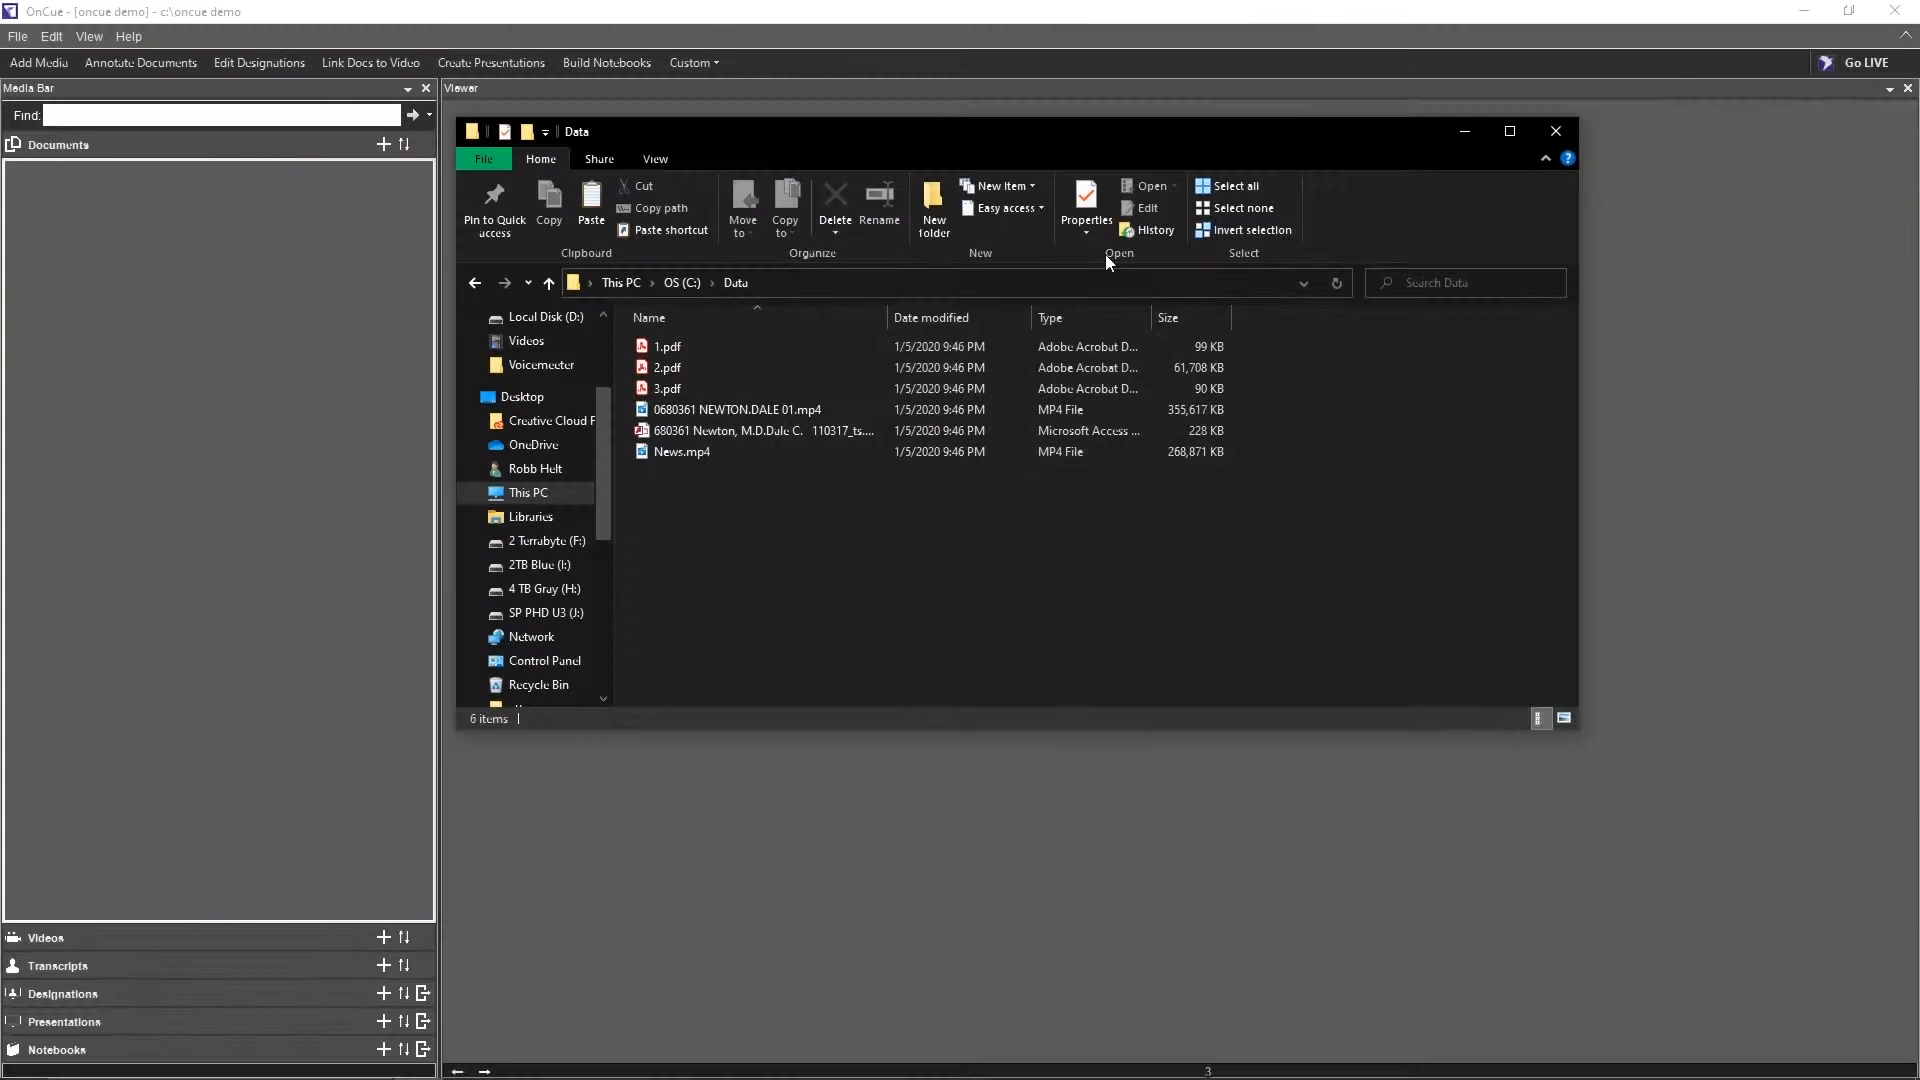 OnCue - [oncue demo] - c:\oncue demo
File Edit View Help
Add Media Annotate Documents Edit Designations Link Docs to Video Create Presentations Build Notebooks Custom Go LIVE
Media Bar
Viewer
Find:
Documents
Data
File Home Share View
Pin to Quick access
Copy
Paste
Cut
Copy path
Paste shortcut
Move to
Copy to
Delete
Rename
New folder
New item
Easy access
Properties
Open
Edit
History
Select all
Select none
Invert selection
Clipboard Organize New Open Select
This PC › OS (C:) › Data
Search Data
Local Disk (D:)
Videos
Voicemeeter
Desktop
Creative Cloud F
OneDrive
Robb Helt
This PC
Libraries
2 Terrabyte (F:)
2TB Blue (I:)
4 TB Gray (H:)
SP PHD U3 (J:)
Network
Control Panel
Recycle Bin
Name Date modified Type Size
1.pdf 1/5/2020 9:46 PM Adobe Acrobat D... 99 KB
2.pdf 1/5/2020 9:46 PM Adobe Acrobat D... 61,708 KB
3.pdf 1/5/2020 9:46 PM Adobe Acrobat D... 90 KB
0680361 NEWTON.DALE 01.mp4 1/5/2020 9:46 PM MP4 File 355,617 KB
680361 Newton, M.D.Dale C. 110317_ts.... 1/5/2020 9:46 PM Microsoft Access ... 228 KB
News.mp4 1/5/2020 9:46 PM MP4 File 268,871 KB
6 items
Videos
Transcripts
Designations
Presentations
Notebooks
3